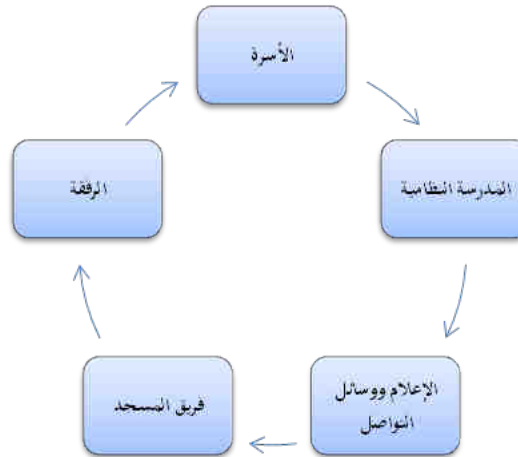 الأسرة
المدرسة النظامية
الإعلام ووسائل
التواصل
فريق المسجد
الرفقة